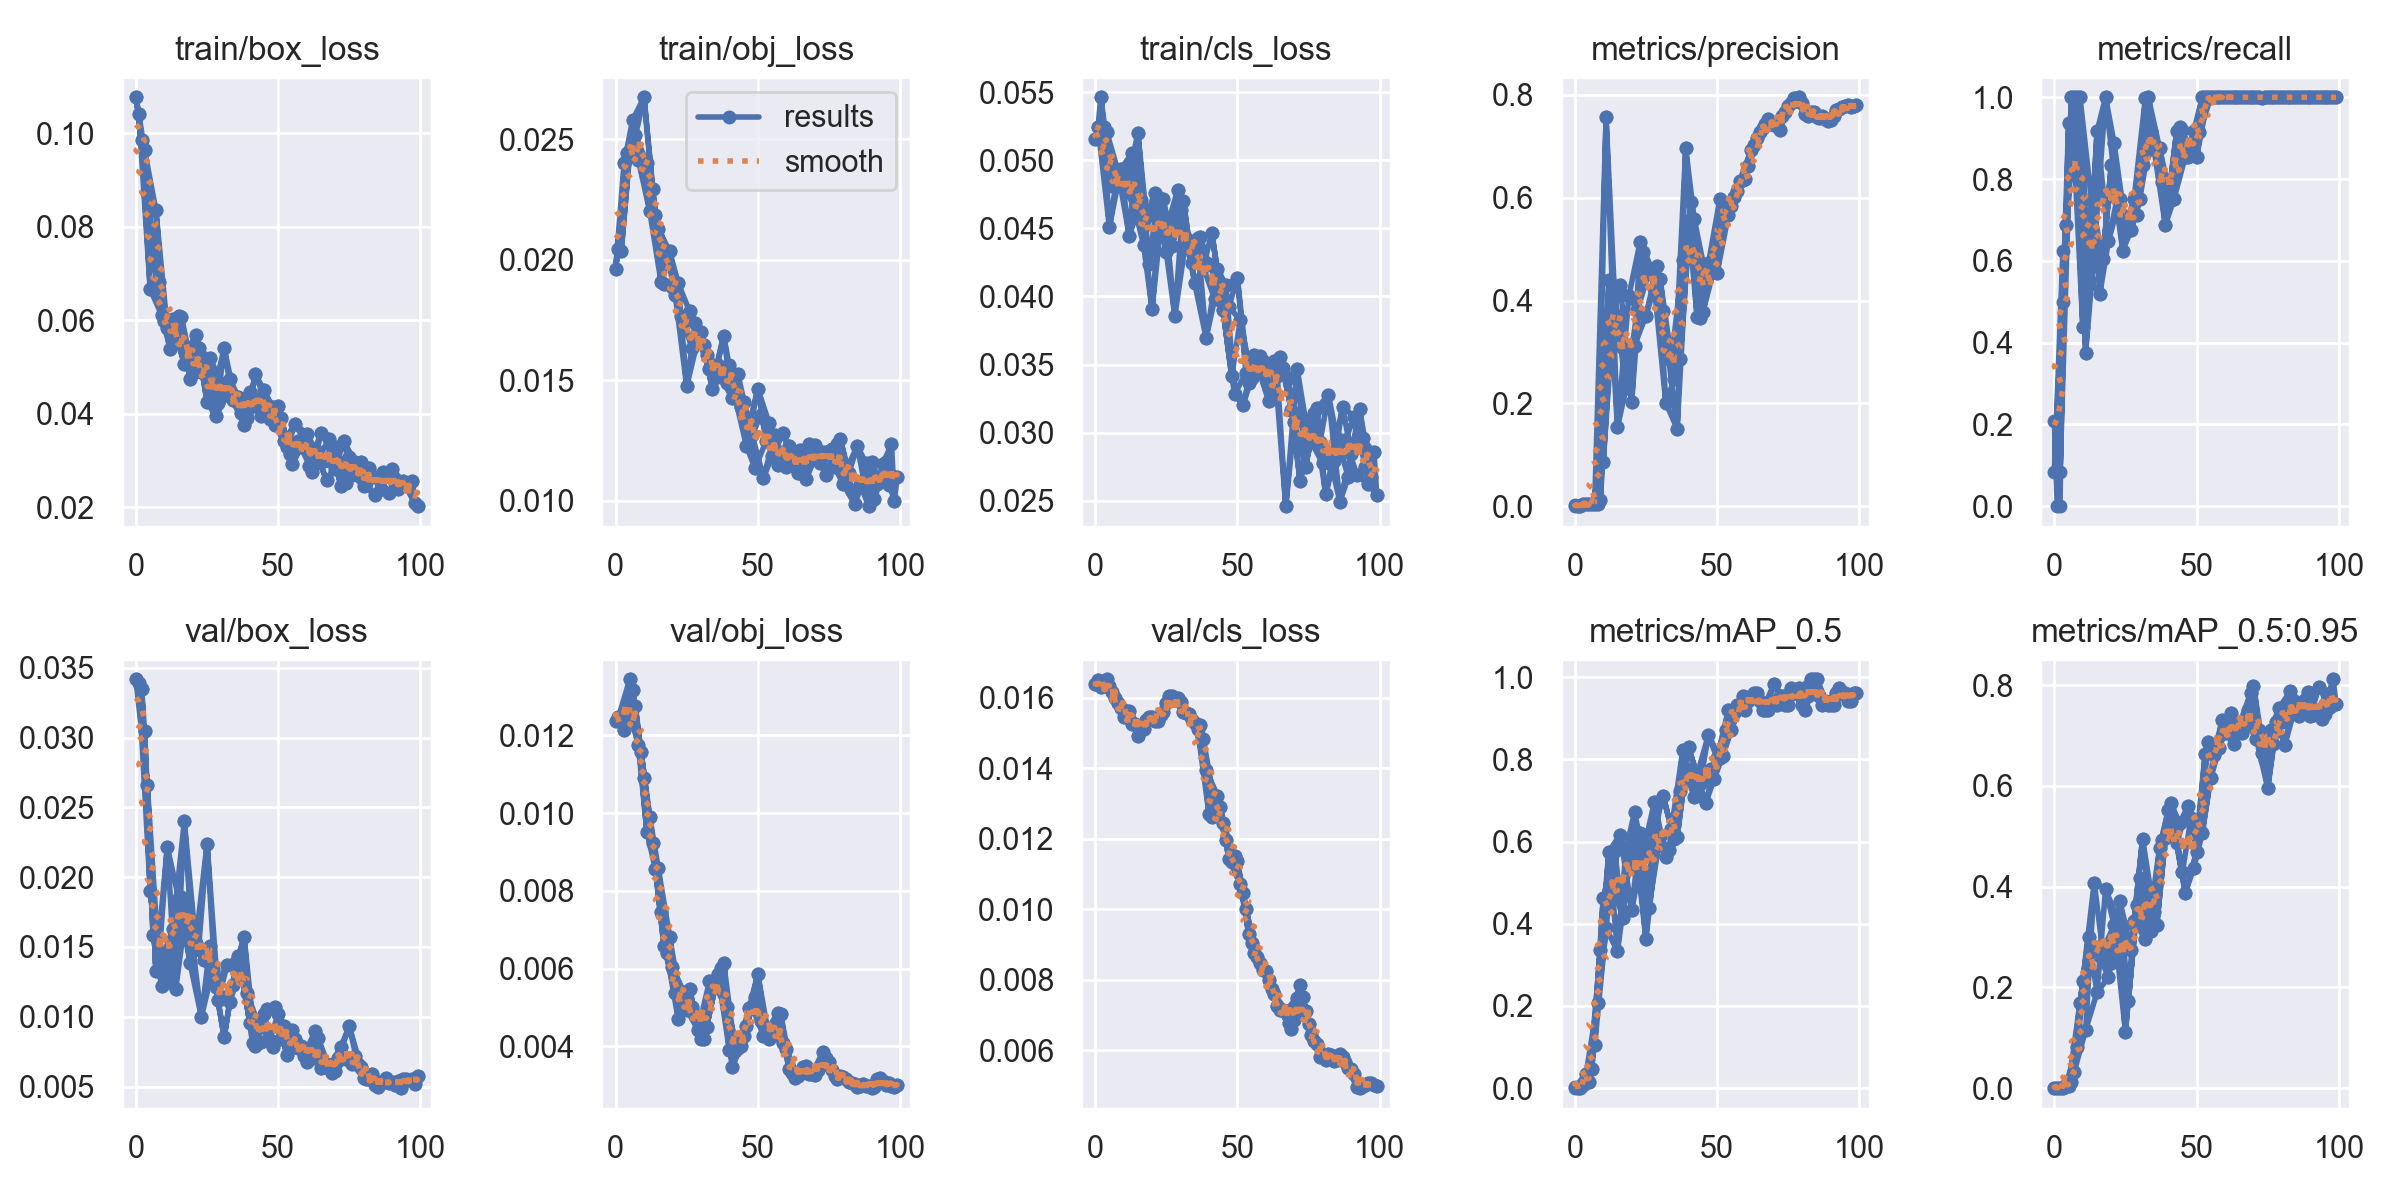 train/box_loss
0.10
0.08
0.06
0.04
0.02
0 50 100
train/obj_loss
results
smooth
0.025
0.020
0.015
0.010
0 50 100
train/cls_loss
0.055
0.050
0.045
0.040
0.035
0.030
0.025
0 50 100
metrics/precision
0.8
0.6
0.4
0.2
0.0
0 50 100
metrics/recall
1.0
0.8
0.6
0.4
0.2
0.0
0 50 100
val/box_loss
0.035
0.030
0.025
0.020
0.015
0.010
0.005
0 50 100
val/obj_loss
0.012
0.010
0.008
0.006
0.004
0 50 100
val/cls_loss
0.016
0.014
0.012
0.010
0.008
0.006
0 50 100
metrics/mAP_0.5
1.0
0.8
0.6
0.4
0.2
0.0
0 50 100
metrics/mAP_0.5:0.95
0.8
0.6
0.4
0.2
0.0
0 50 100